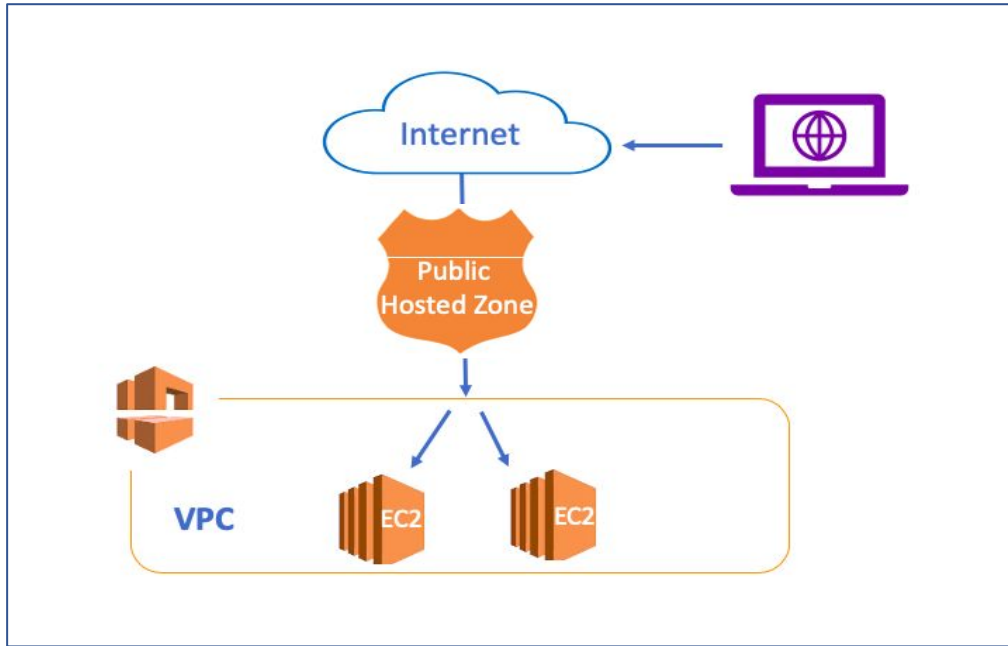 Internet
Public
Hosted Zone
VPC
EC2
EC2